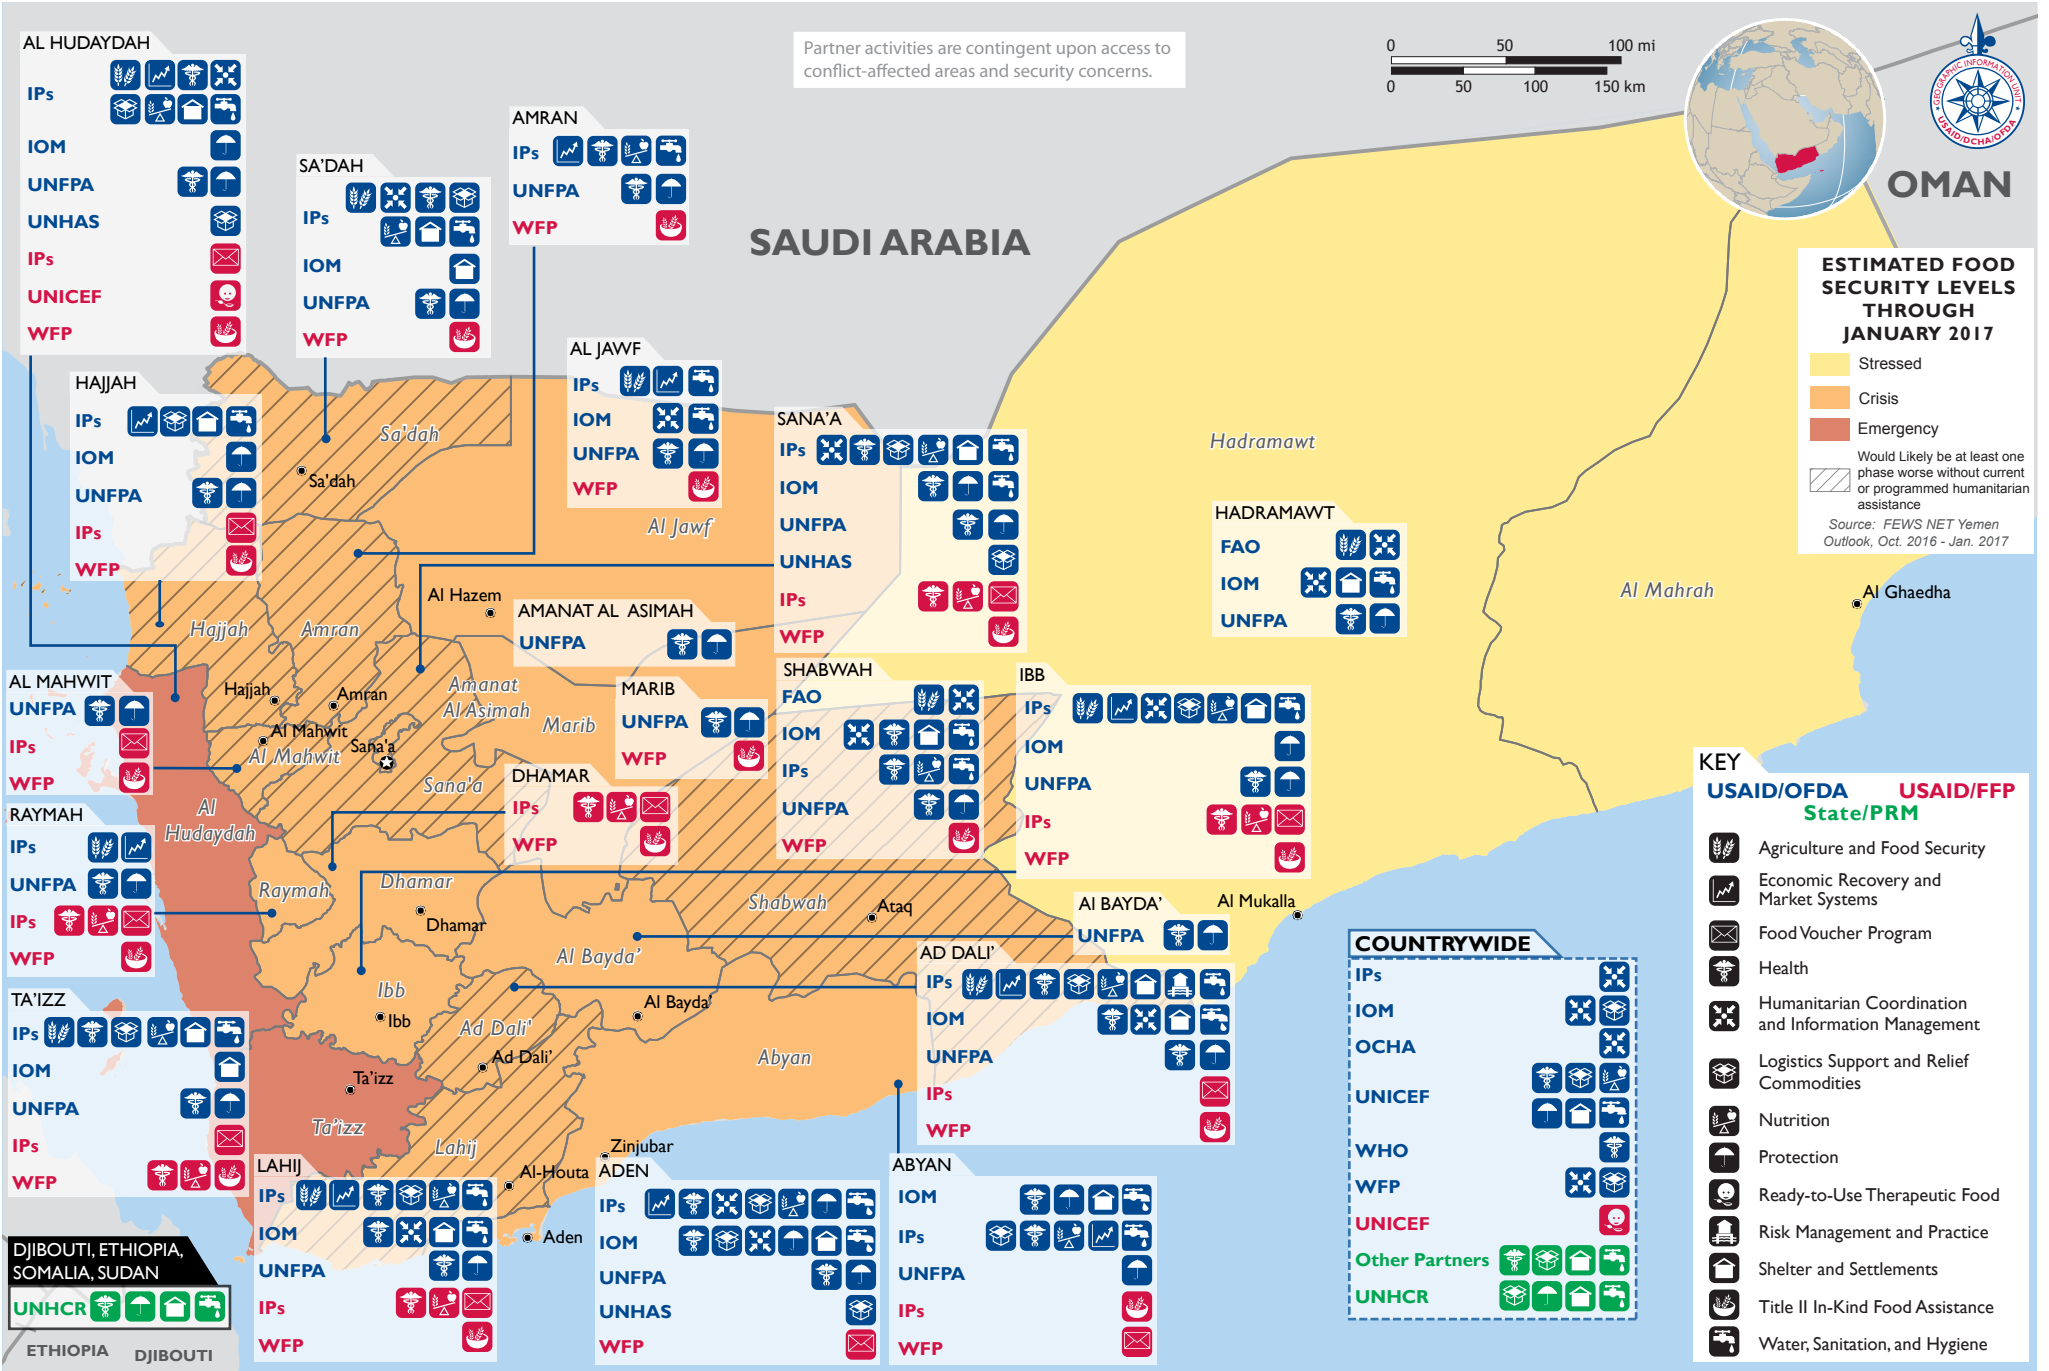 AL HUDAYDAH
IPs
IOM
UNFPA
UNHAS
IPs
UNICEF
WFP
SA'DAH
IPs
IOM
UNFPA
WFP
AMRAN
IPs
UNFPA
WFP
Partner activities are contingent upon access to
conflict-affected areas and security concerns.
0 50 100 mi
0 50 100 150 km
GEOGRAPHIC INFORMATION UNIT
USAID/DCHA/OFDA
SAUDI ARABIA
OMAN
ESTIMATED FOOD
SECURITY LEVELS
THROUGH
JANUARY 2017
Stressed
Crisis
Emergency
Would Likely be at least one
phase worse without current
or programmed humanitarian
assistance
Source: FEWS NET Yemen
Outlook, Oct. 2016 - Jan. 2017
HAJJAH
IPs
IOM
UNFPA
IPs
WFP
AL JAWF
IPs
IOM
UNFPA
WFP
SANA'A
IPs
IOM
UNFPA
UNHAS
IPs
WFP
HADRAMAWT
FAO
IOM
UNFPA
AMANAT AL ASIMAH
UNFPA
MARIB
UNFPA
WFP
SHABWAH
FAO
IOM
IPs
UNFPA
WFP
IBB
IPs
IOM
UNFPA
IPs
WFP
AL MAHWIT
UNFPA
IPs
WFP
DHAMAR
IPs
WFP
RAYMAH
IPs
UNFPA
IPs
WFP
Al BAYDA'
UNFPA
AD DALI'
IPs
IOM
UNFPA
IPs
WFP
TA'IZZ
IPs
IOM
UNFPA
IPs
WFP
LAHIJ
IPs
IOM
UNFPA
IPs
WFP
ADEN
IPs
IOM
UNFPA
UNHAS
WFP
ABYAN
IOM
IPs
UNFPA
IPs
WFP
DJIBOUTI, ETHIOPIA,
SOMALIA, SUDAN
UNHCR
ETHIOPIA
DJIBOUTI
COUNTRYWIDE
IPs
IOM
OCHA
UNICEF
WHO
WFP
UNICEF
Other Partners
UNHCR
KEY
USAID/OFDA USAID/FFP
State/PRM
Agriculture and Food Security
Economic Recovery and
Market Systems
Food Voucher Program
Health
Humanitarian Coordination
and Information Management
Logistics Support and Relief
Commodities
Nutrition
Protection
Ready-to-Use Therapeutic Food
Risk Management and Practice
Shelter and Settlements
Title II In-Kind Food Assistance
Water, Sanitation, and Hygiene
Sa'dah
Sa'dah
Al Jawf
Hadramawt
Al Mahrah
Al Ghaedha
Al Hazem
Hajjah
Amran
Hajjah
Amran
Amanat
Al Asimah
Marib
Al Mahwit
Al Mahwit
Sana'a
Sana'a
Al
Hudaydah
Raymah
Dhamar
Dhamar
Shabwah
Ataq
Al Mukalla
Al Bayda'
Al Bayda'
Ibb
Ibb
Ad Dali'
Ad Dali'
Abyan
Ta'izz
Ta'izz
Lahij
Zinjubar
Al-Houta
Aden